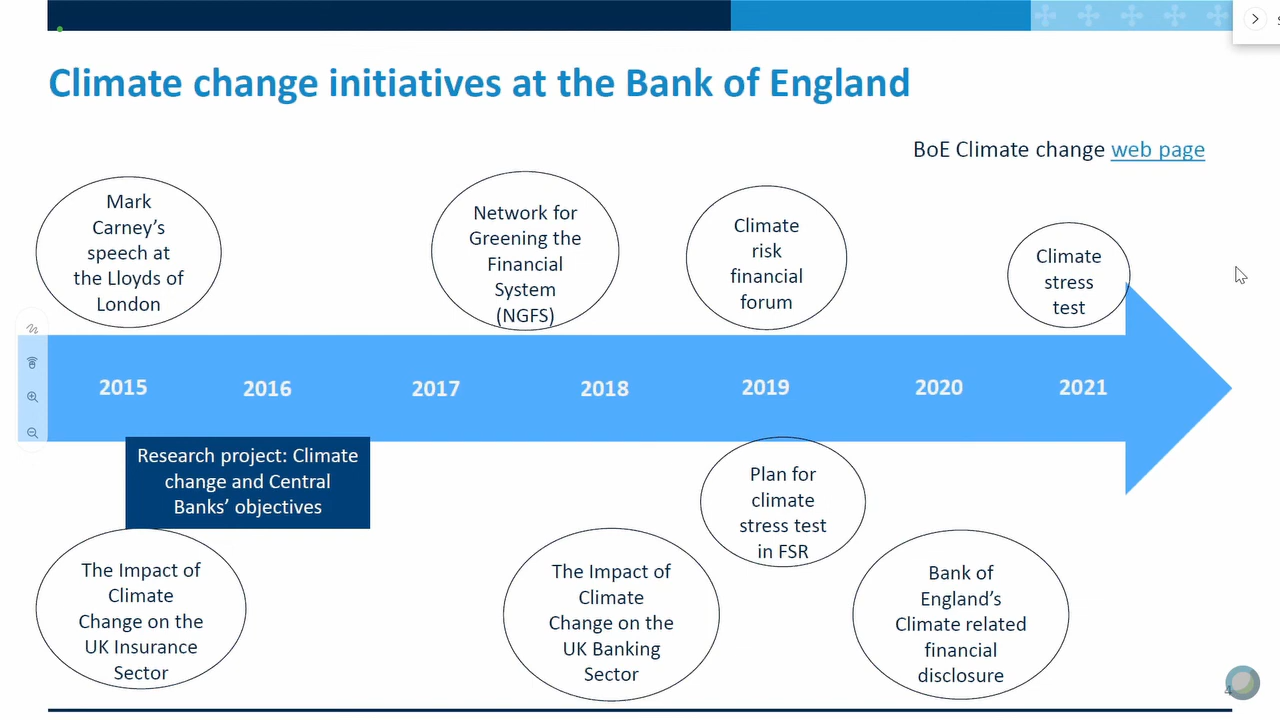 Climate change initiatives at the Bank of England
BoE Climate change web page
Mark
Carney’s
speech at
the Lloyds of
London
Network for
Greening the
Financial
System
(NGFS)
Climate
risk
financial
forum
Climate
stress
test
2015
2016
2017
2018
2019
2020
2021
Research project: Climate
change and Central
Banks’ objectives
The Impact of
Climate
Change on the
UK Insurance
Sector
The Impact of
Climate
Change on the
UK Banking
Sector
Plan for
climate
stress test
in FSR
Bank of
England’s
Climate related
financial
disclosure
4